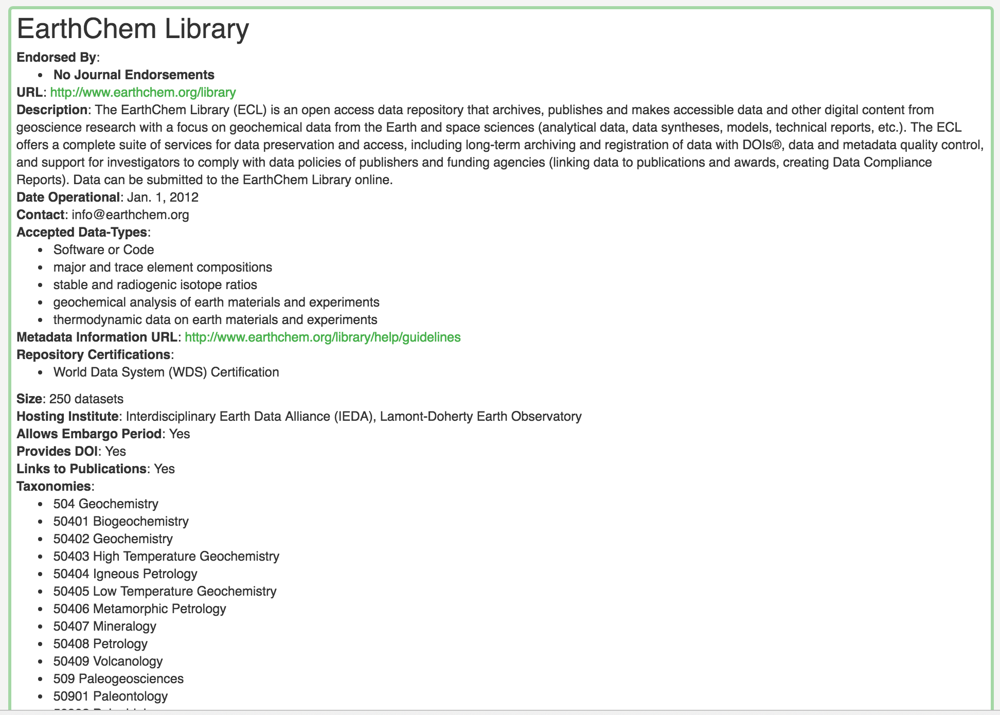 EarthChem Library
Endorsed By:
• No Journal Endorsements
URL: http://www.earthchem.org/library
Description: The EarthChem Library (ECL) is an open access data repository that archives, publishes and makes accessible data and other digital content from
geoscience research with a focus on geochemical data from the Earth and space sciences (analytical data, data syntheses, models, technical reports, etc.). The ECL
offers a complete suite of services for data preservation and access, including long-term archiving and registration of data with DOIs®, data and metadata quality control,
and support for investigators to comply with data policies of publishers and funding agencies (linking data to publications and awards, creating Data Compliance
Reports). Data can be submitted to the EarthChem Library online.
Date Operational: Jan. 1, 2012
Contact: info@earthchem.org
Accepted Data-Types:
• Software or Code
• major and trace element compositions
• stable and radiogenic isotope ratios
• geochemical analysis of earth materials and experiments
• thermodynamic data on earth materials and experiments
Metadata Information URL: http://www.earthchem.org/library/help/guidelines
Repository Certifications:
• World Data System (WDS) Certification
Size: 250 datasets
Hosting Institute: Interdisciplinary Earth Data Alliance (IEDA), Lamont-Doherty Earth Observatory
Allows Embargo Period: Yes
Provides DOI: Yes
Links to Publications: Yes
Taxonomies:
• 504 Geochemistry
• 50401 Biogeochemistry
• 50402 Geochemistry
• 50403 High Temperature Geochemistry
• 50404 Igneous Petrology
• 50405 Low Temperature Geochemistry
• 50406 Metamorphic Petrology
• 50407 Mineralogy
• 50408 Petrology
• 50409 Volcanology
• 509 Paleogeosciences
• 50901 Paleontology